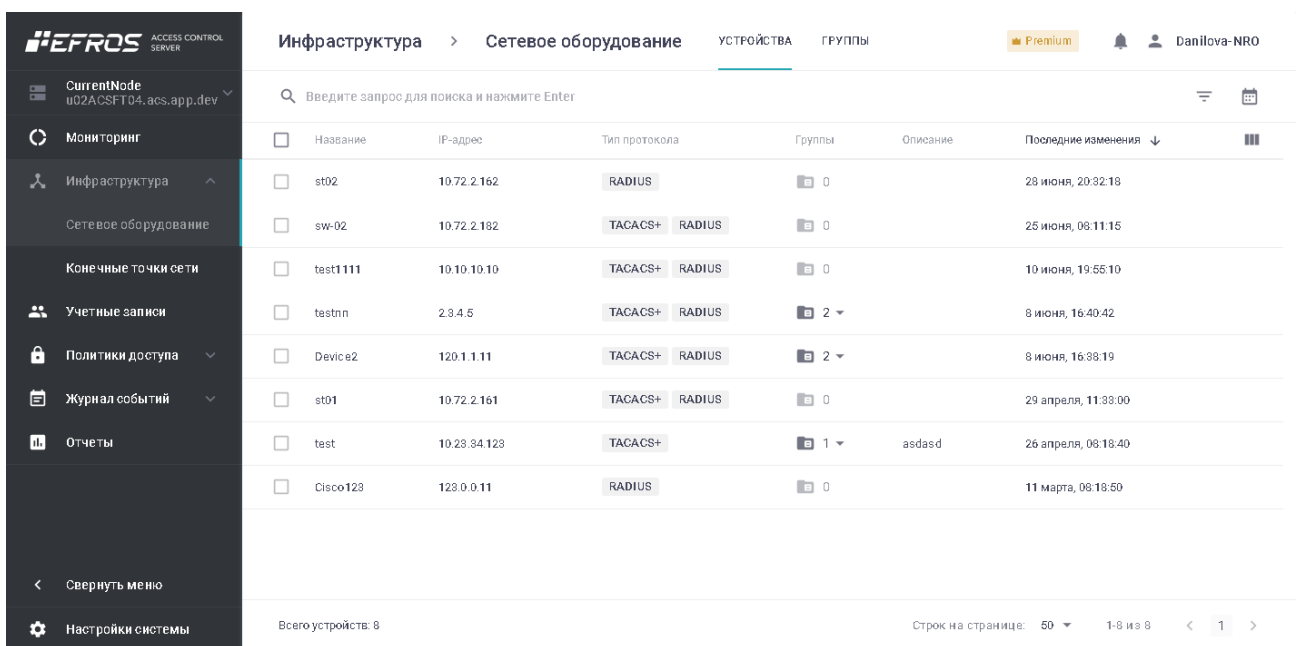 EFROS ACCESS CONTROL SERVER
Инфраструктура > Сетевое оборудование УСТРОЙСТВА ГРУППЫ Premium Danilova-NRO
CurrentNode
u02ACSFT04.acs.app.dev
Введите запрос для поиска и нажмите Enter
Мониторинг
Название IP-адрес Тип протокола Группы Описание Последние изменения
Инфраструктура
st02 10.72.2.162 RADIUS 0 28 июня, 20:32:18
Сетевое оборудование
sw-02 10.72.2.182 TACACS+ RADIUS 0 25 июня, 08:11:15
Конечные точки сети
test1111 10.10.10.10 TACACS+ RADIUS 0 10 июня, 19:55:10
Учетные записи
testnn 2.3.4.5 TACACS+ RADIUS 2 8 июня, 16:40:42
Политики доступа
Device2 120.1.1.11 TACACS+ RADIUS 2 8 июня, 16:38:19
Журнал событий
st01 10.72.2.161 TACACS+ RADIUS 0 29 апреля, 11:33:00
Отчеты
test 10.23.34.123 TACACS+ 1 asdasd 26 апреля, 08:18:40
Cisco123 123.0.0.11 RADIUS 0 11 марта, 08:18:50
Свернуть меню
Настройки системы
Всего устройств: 8 Строк на странице: 50 1-8 из 8 < 1 >